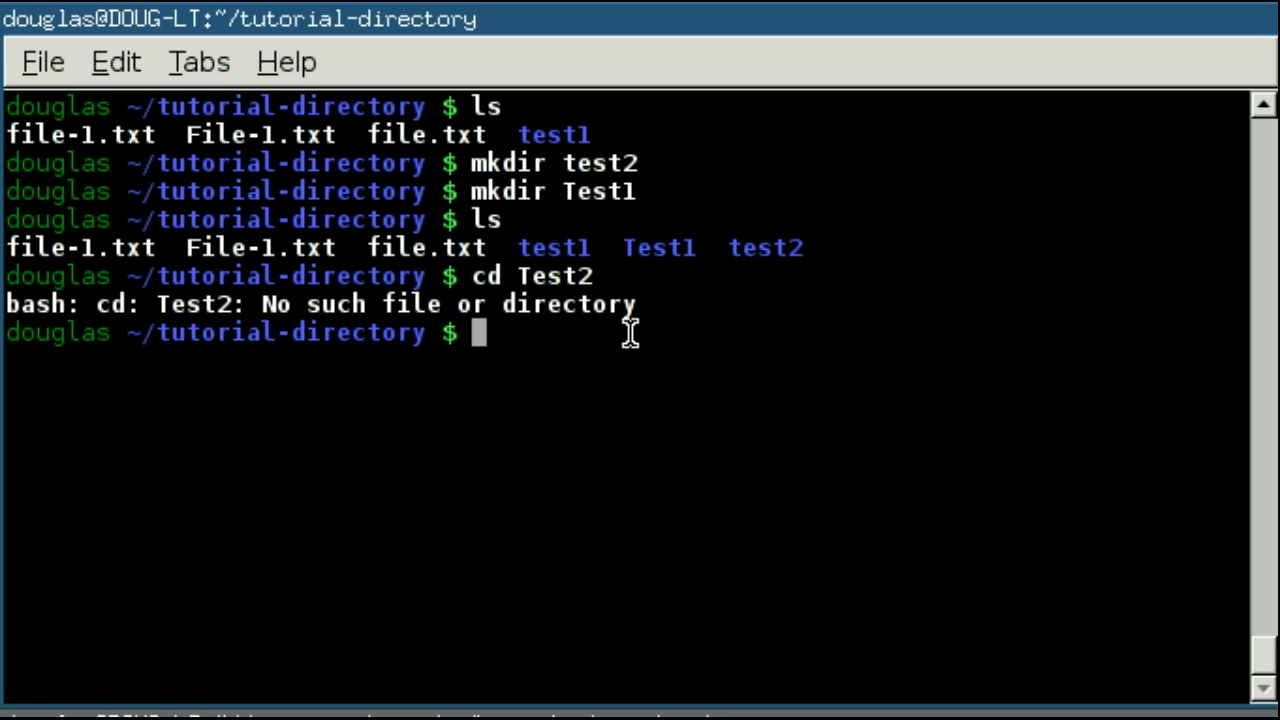 douglas@DOUG-LT:~/tutorial-directory
File Edit Tabs Help
douglas ~/tutorial-directory $ ls
file-1.txt File-1.txt file.txt test1
douglas ~/tutorial-directory $ mkdir test2
douglas ~/tutorial-directory $ mkdir Test1
douglas ~/tutorial-directory $ ls
file-1.txt File-1.txt file.txt test1 Test1 test2
douglas ~/tutorial-directory $ cd Test2
bash: cd: Test2: No such file or directory
douglas ~/tutorial-directory $